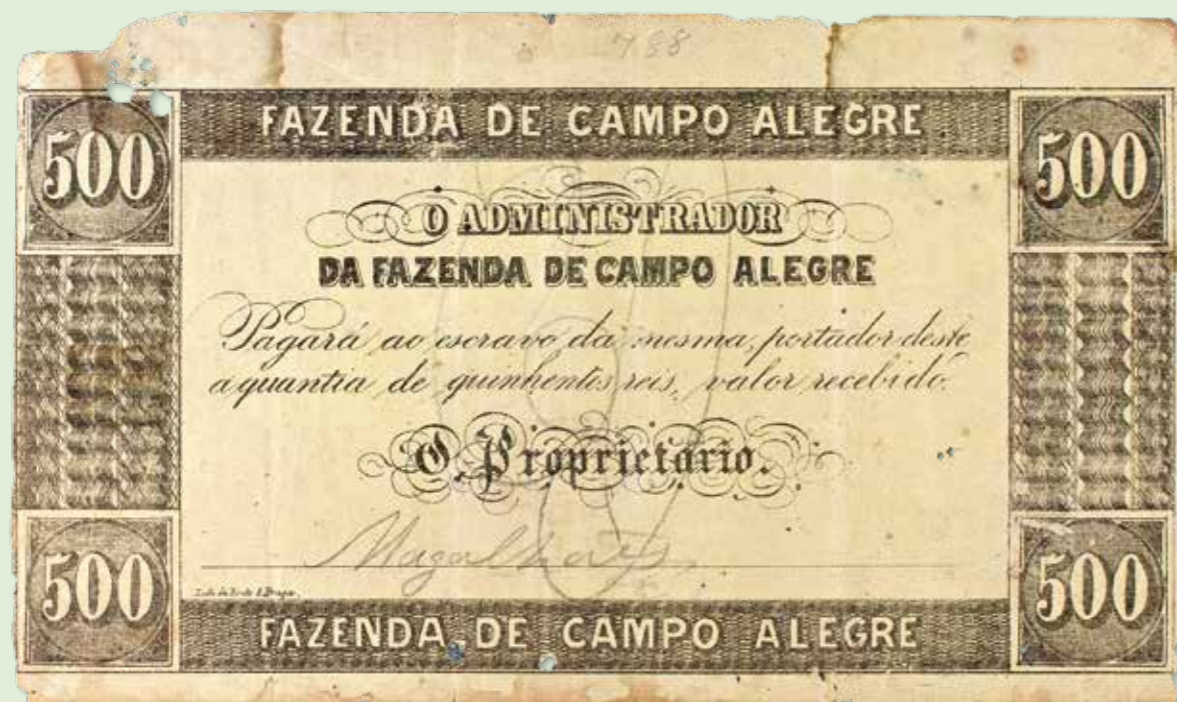 788
500 FAZENDA DE CAMPO ALEGRE 500
O ADMINISTRADOR
DA FAZENDA DE CAMPO ALEGRE
Pagará ao escravo da mesma, portador deste
a quantia de quinhentos reis, valor recebido.
O Proprietario.
Magalhaes
500 FAZENDA DE CAMPO ALEGRE 500